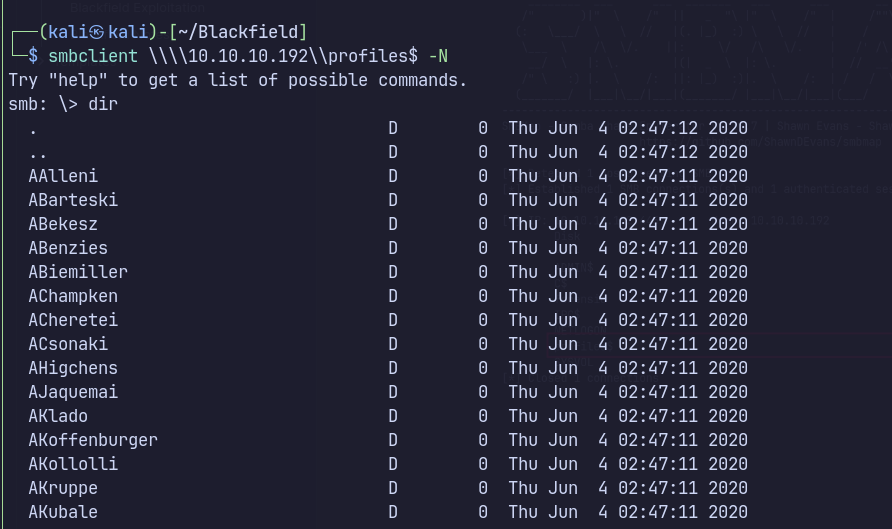 Blackfield Exploitation
(kali㉿kali)-[~/Blackfield]
$ smbclient \\\\10.10.10.192\\profiles$ -N
Try "help" to get a list of possible commands.
smb: \> dir
. D 0 Thu Jun 4 02:47:12 2020
.. D 0 Thu Jun 4 02:47:12 2020
AAlleni D 0 Thu Jun 4 02:47:11 2020
ABarteski D 0 Thu Jun 4 02:47:11 2020
ABekesz D 0 Thu Jun 4 02:47:11 2020
ABenzies D 0 Thu Jun 4 02:47:11 2020
ABiemiller D 0 Thu Jun 4 02:47:11 2020
AChampken D 0 Thu Jun 4 02:47:11 2020
ACheretei D 0 Thu Jun 4 02:47:11 2020
ACsonaki D 0 Thu Jun 4 02:47:11 2020
AHigchens D 0 Thu Jun 4 02:47:11 2020
AJaquemai D 0 Thu Jun 4 02:47:11 2020
AKlado D 0 Thu Jun 4 02:47:11 2020
AKoffenburger D 0 Thu Jun 4 02:47:11 2020
AKollolli D 0 Thu Jun 4 02:47:11 2020
AKruppe D 0 Thu Jun 4 02:47:11 2020
AKubale D 0 Thu Jun 4 02:47:11 2020